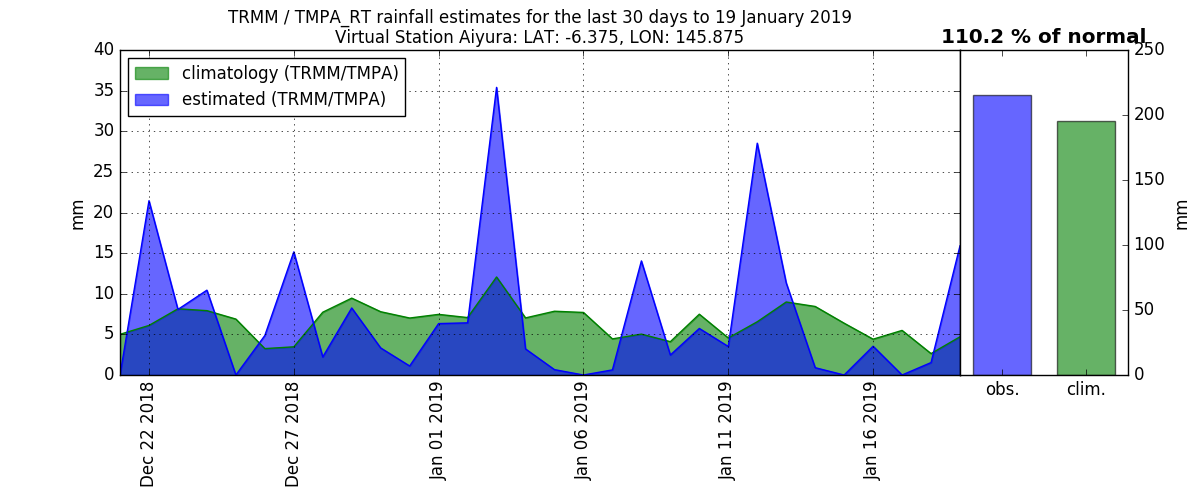 TRMM / TMPA_RT rainfall estimates for the last 30 days to 19 January 2019
Virtual Station Aiyura: LAT: -6.375, LON: 145.875
110.2 % of normal
climatology (TRMM/TMPA)
estimated (TRMM/TMPA)
40
35
30
25
20
15
10
5
0
mm
250
200
150
100
50
0
mm
Dec 22 2018
Dec 27 2018
Jan 01 2019
Jan 06 2019
Jan 11 2019
Jan 16 2019
obs.
clim.